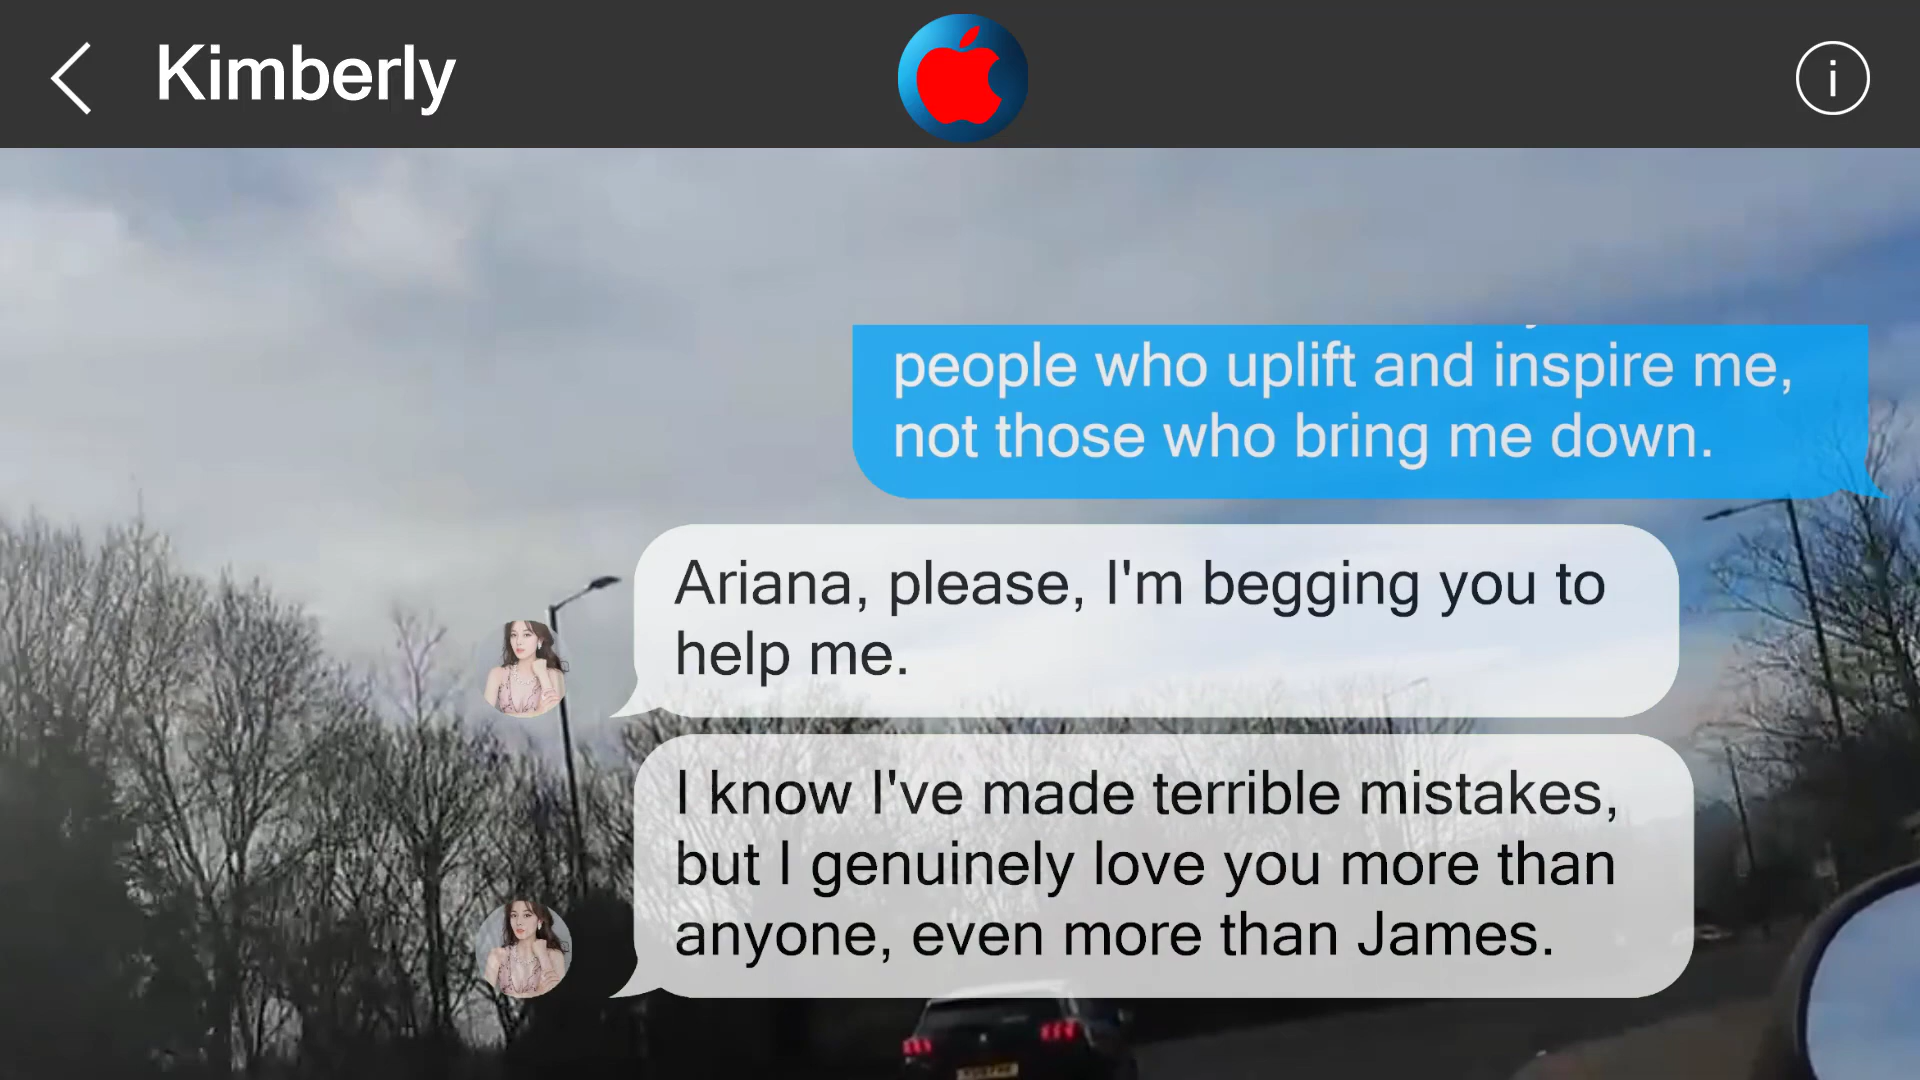 Kimberly
i
people who uplift and inspire me,
not those who bring me down.
Ariana, please, I'm begging you to
help me.
I know I've made terrible mistakes,
but I genuinely love you more than
anyone, even more than James.